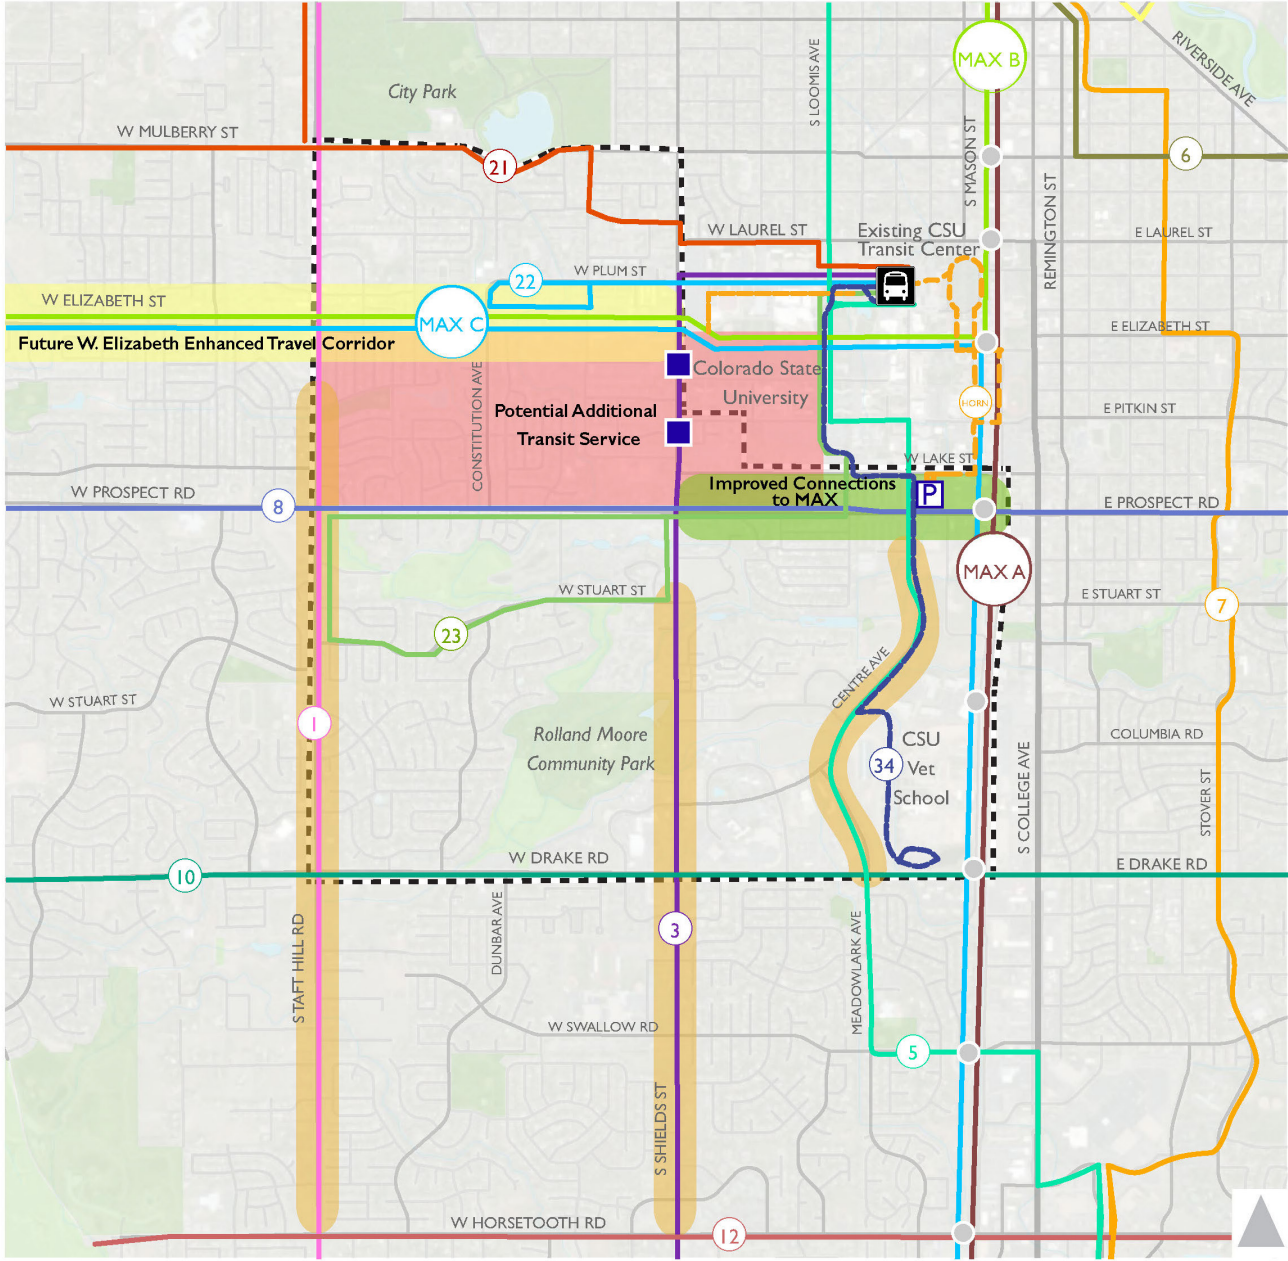 MAX B
RIVERSIDE AVE
City Park
S LOOMIS AVE
W MULBERRY ST
21
S MASON ST
6
REMINGTON ST
W LAUREL ST
Existing CSU
Transit Center
E LAUREL ST
W PLUM ST
22
W ELIZABETH ST
MAX C
E ELIZABETH ST
Future W. Elizabeth Enhanced Travel Corridor
CONSTITUTION AVE
Colorado State
University
HORN
E PITKIN ST
Potential Additional
Transit Service
W LAKE ST
W PROSPECT RD
8
Improved Connections
to MAX
P
E PROSPECT RD
MAX A
W STUART ST
E STUART ST
7
23
CENTRE AVE
W STUART ST
1
Rolland Moore
Community Park
CSU
Vet
School
34
COLUMBIA RD
S COLLEGE AVE
STOVER ST
W DRAKE RD
E DRAKE RD
10
DUNBAR AVE
S TAFT HILL RD
3
MEADOWLARK AVE
W SWALLOW RD
5
S SHIELDS ST
W HORSETOOTH RD
12